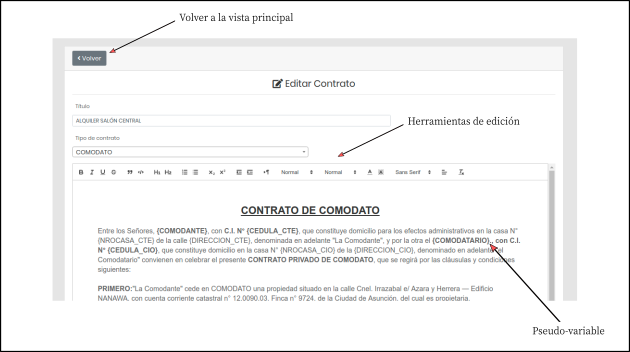 Volver a la vista principal
Volver
Editar Contrato
Título
ALQUILER SALÓN CENTRAL
Herramientas de edición
Tipo de contrato
COMODATO
B I U S ” </> H1 H2 X₂ X² ¶ Normal Normal A A Sans Serif Tx
CONTRATO DE COMODATO
Entre los Señores, {COMODANTE}, con C.I. N° {CEDULA_CTE}, que constituye domicilio para los efectos administrativos en la casa N°
{NROCASA_CTE} de la calle {DIRECCION_CTE}, denominada en adelante "La Comodante", y por la otra el {COMODATARIO}, con C.I.
N° {CEDULA_CIO}, que constituye domicilio en la casa N° {NROCASA_CIO} de la {DIRECCION_CIO}, denominado en adelante "el
Comodatario" convienen en celebrar el presente CONTRATO PRIVADO DE COMODATO, que se regirá por las cláusulas y condiciones
siguientes:
PRIMERO:"La Comodante" cede en COMODATO una propiedad situado en la calle Cnel. Irrazabal e/ Azara y Herrera — Edificio
NANAWA, con cuenta corriente catastral n° 12.0090.03, Finca n° 9724, de la Ciudad de Asunción, del cual es propietaria.
Pseudo-variable